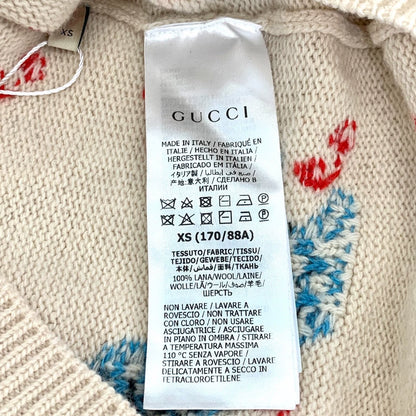 XS
GUCCI
MADE IN ITALY / FABRIQUÉ EN
ITALIE / HECHO EN ITALIA /
HERGESTELLT IN ITALIEN /
FABRICADO EM ITÁLIA /
イタリア製 / صنع في إيطاليا /
产地:意大利 / СДЕЛАНО В
ИТАЛИИ
XS (170/88A)
TESSUTO/FABRIC/TISSU/
TEJIDO/GEWEBE/TECIDO/
本体/قماش/面料/ТКАНЬ
100% LANA/WOOL/LAINE/
WOLLE/LÃ/ウール/صوف/羊毛/
ШЕРСТЬ
NON LAVARE / LAVARE A
ROVESCIO / NON TRATTARE
CON CLORO / NON USARE
ASCIUGATRICE / ASCIUGARE
IN PIANO IN OMBRA / STIRARE
A TEMPERATURA MASSIMA
110 °C SENZA VAPORE /
STIRARE A ROVESCIO / LAVARE
DELICATAMENTE A SECCO IN
TETRACLOROETILENE